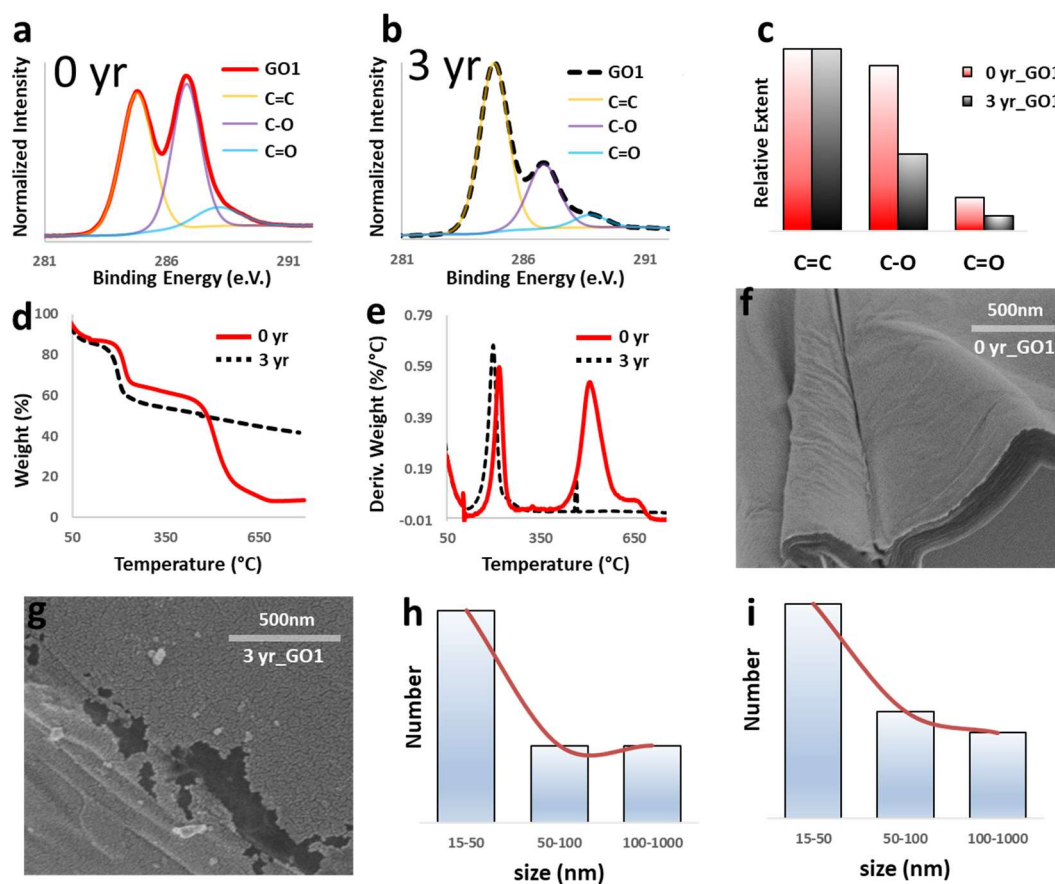 a
0 yr
GO1
C=C
C-O
C=O
Normalized Intensity
281
286
291
Binding Energy (e.V.)
b
3 yr
GO1
C=C
C-O
C=O
Normalized Intensity
281
286
291
Binding Energy (e.V.)
c
0 yr_GO1
3 yr_GO1
Relative Extent
C=C
C-O
C=O
d
0 yr
3 yr
Weight (%)
100
80
60
40
20
0
50
350
650
Temperature (°C)
e
0 yr
3 yr
Deriv. Weight (%/°C)
0.79
0.59
0.39
0.19
-0.01
50
350
650
Temperature (°C)
f
500nm
0 yr_GO1
g
500nm
3 yr_GO1
h
Number
15-50
50-100
100-1000
size (nm)
i
Number
15-50
50-100
100-1000
size (nm)